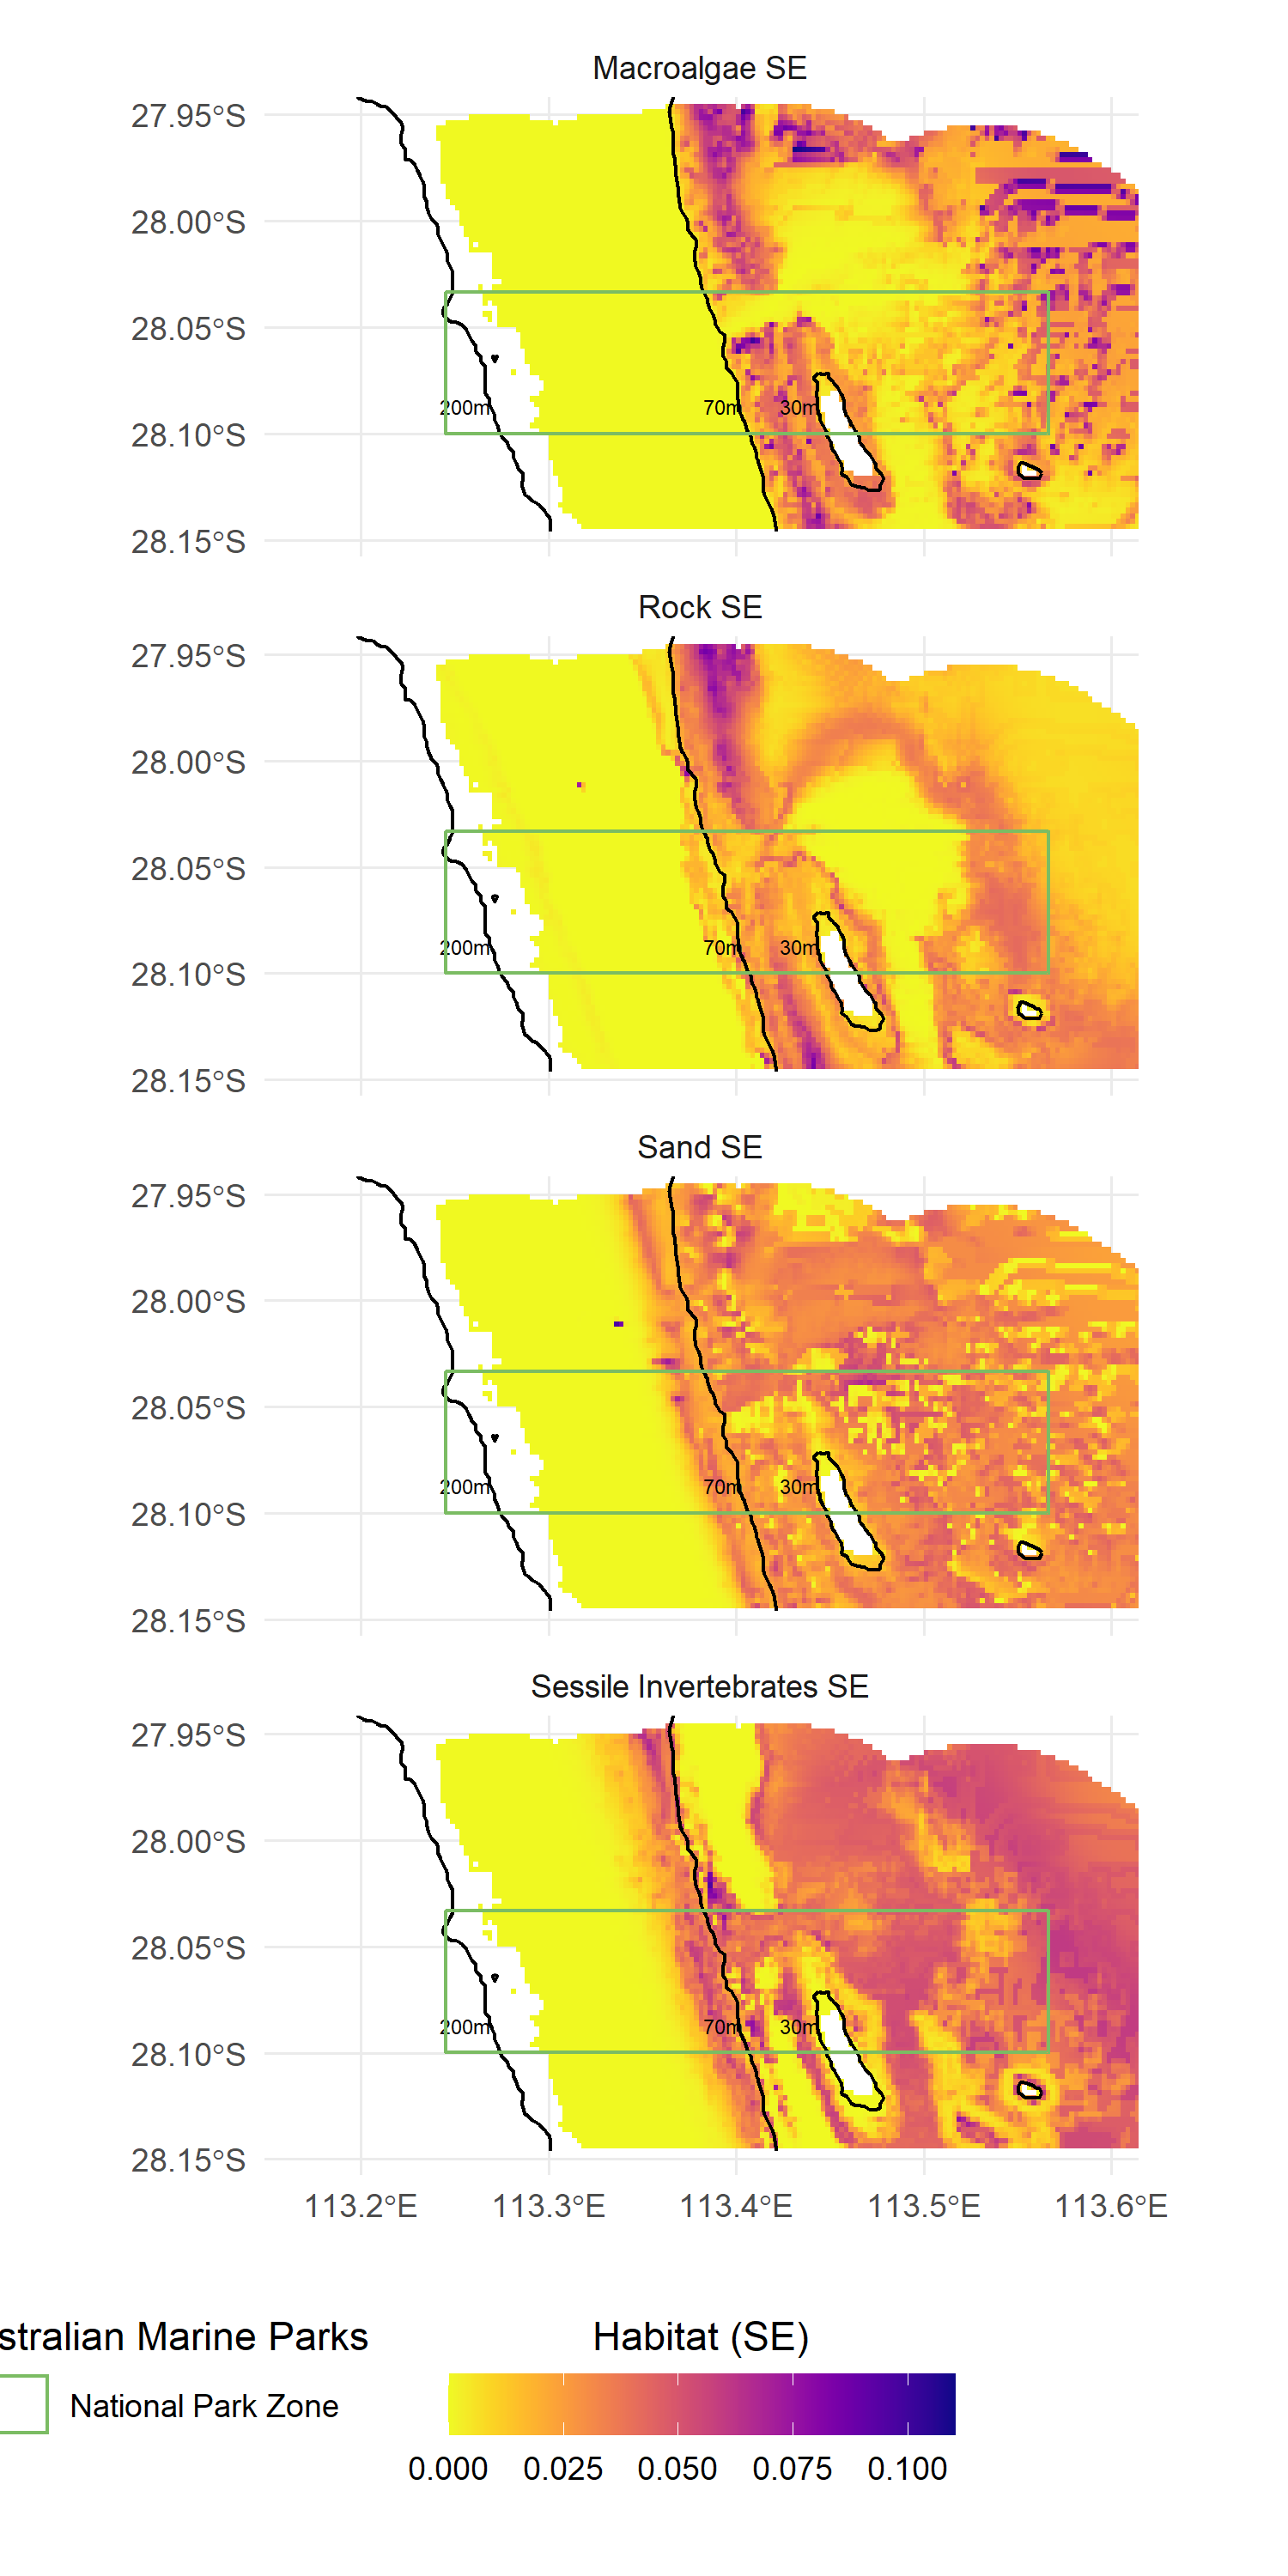 Macroalgae SE
27.95°S
28.00°S
28.05°S
200m 70m 30m
28.10°S
28.15°S
Rock SE
27.95°S
28.00°S
28.05°S
200m 70m 30m
28.10°S
28.15°S
Sand SE
27.95°S
28.00°S
28.05°S
200m 70m 30m
28.10°S
28.15°S
Sessile Invertebrates SE
27.95°S
28.00°S
28.05°S
200m 70m 30m
28.10°S
28.15°S
113.2°E 113.3°E 113.4°E 113.5°E 113.6°E
stralian Marine Parks
National Park Zone
Habitat (SE)
0.000 0.025 0.050 0.075 0.100